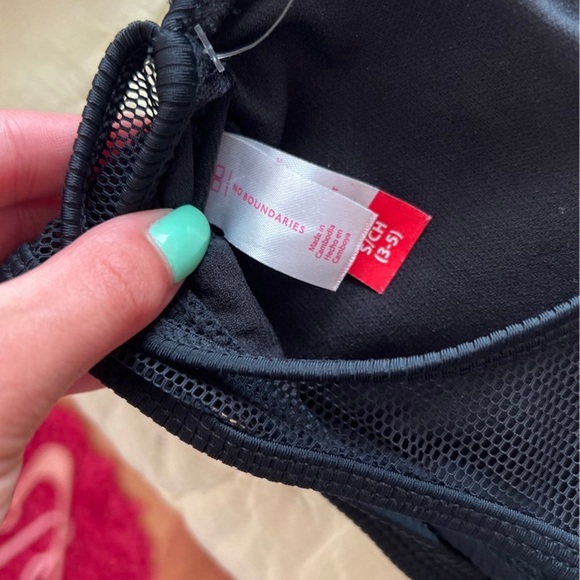 NO BOUNDARIES
Made in
Cambodia
Hecho en
Camboya
S/CH
(3-5)